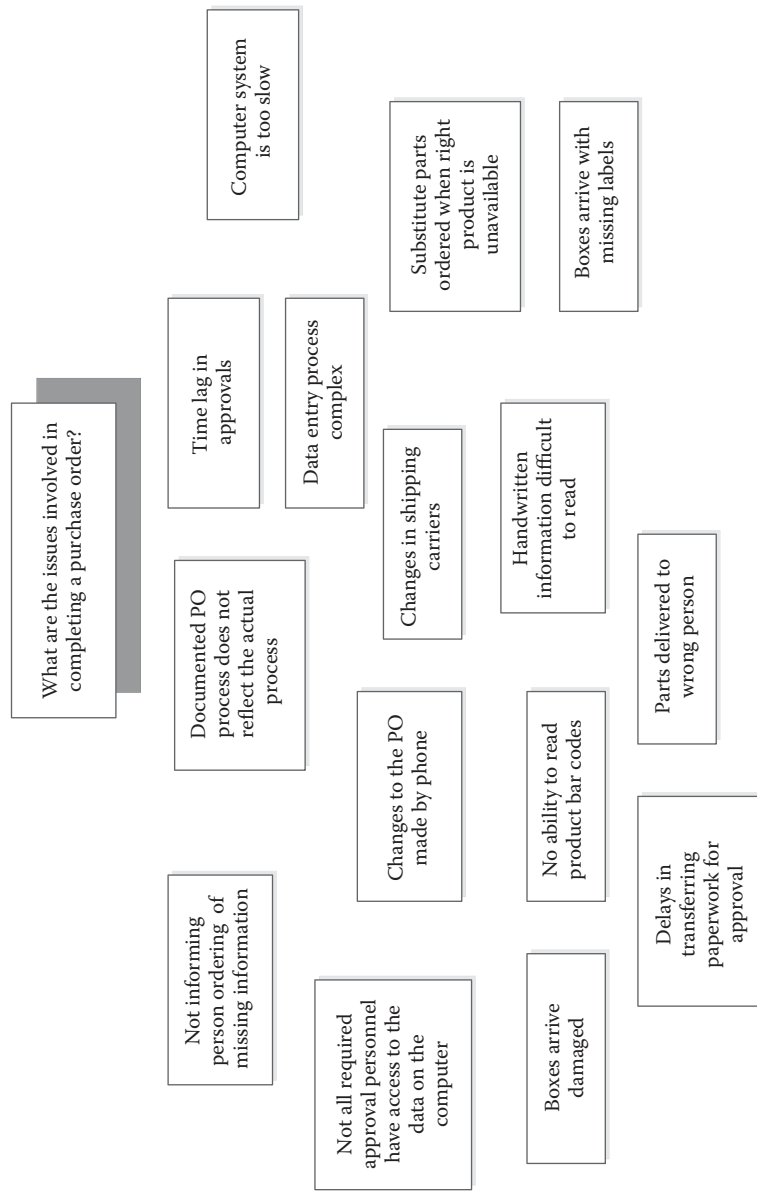 What are the issues involved in
completing a purchase order?
Not informing
person ordering of
missing information
Documented PO
process does not
reflect the actual
process
Time lag in
approvals
Computer system
is too slow
Data entry process
complex
Not all required
approval personnel
have access to the
data on the
computer
Changes to the PO
made by phone
Changes in shipping
carriers
Substitute parts
ordered when right
product is
unavailable
Boxes arrive
damaged
No ability to read
product bar codes
Handwritten
information difficult
to read
Boxes arrive with
missing labels
Delays in
transferring
paperwork for
approval
Parts delivered to
wrong person